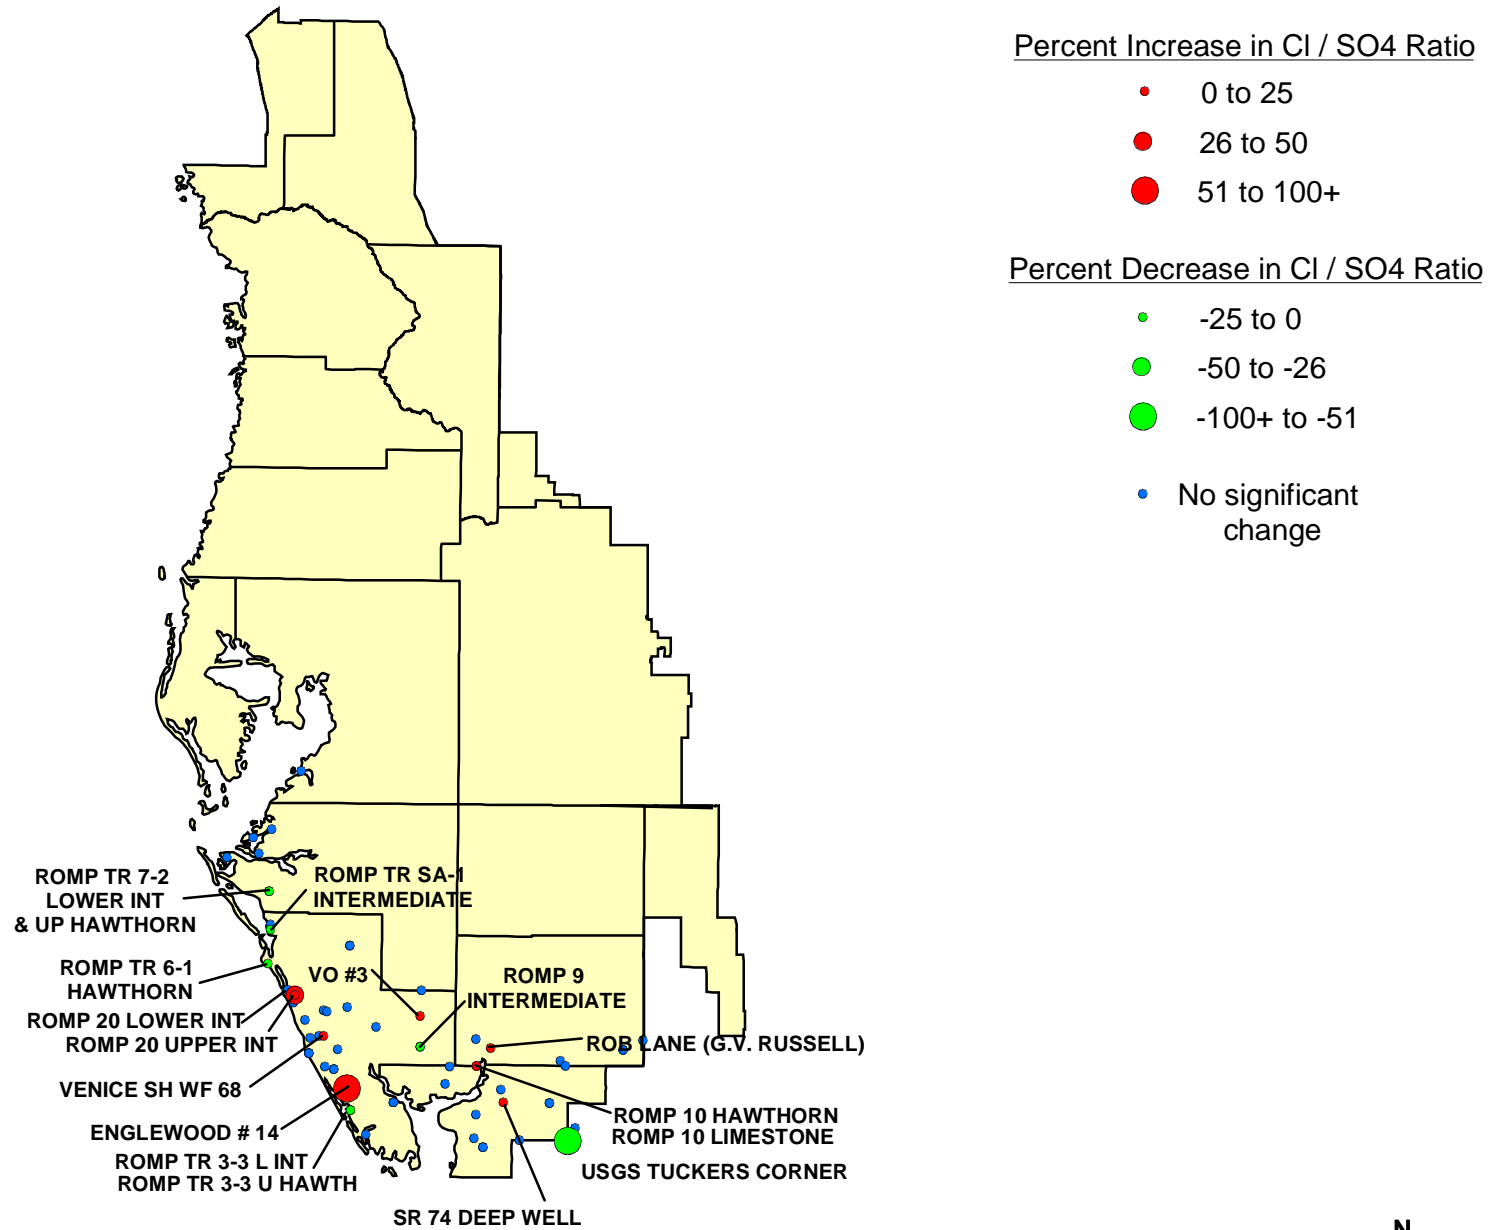 Percent Increase in Cl / SO4 Ratio
0 to 25
26 to 50
51 to 100+
Percent Decrease in Cl / SO4 Ratio
-25 to 0
-50 to -26
-100+ to -51
No significant
change
ROMP TR 7-2
LOWER INT
& UP HAWTHORN
ROMP TR SA-1
INTERMEDIATE
ROMP TR 6-1
HAWTHORN
VO #3
ROMP 9
INTERMEDIATE
ROMP 20 LOWER INT
ROMP 20 UPPER INT
ROB LANE (G.V. RUSSELL)
VENICE SH WF 68
ROMP 10 HAWTHORN
ROMP 10 LIMESTONE
ENGLEWOOD # 14
ROMP TR 3-3 L INT
ROMP TR 3-3 U HAWTH
USGS TUCKERS CORNER
SR 74 DEEP WELL
N